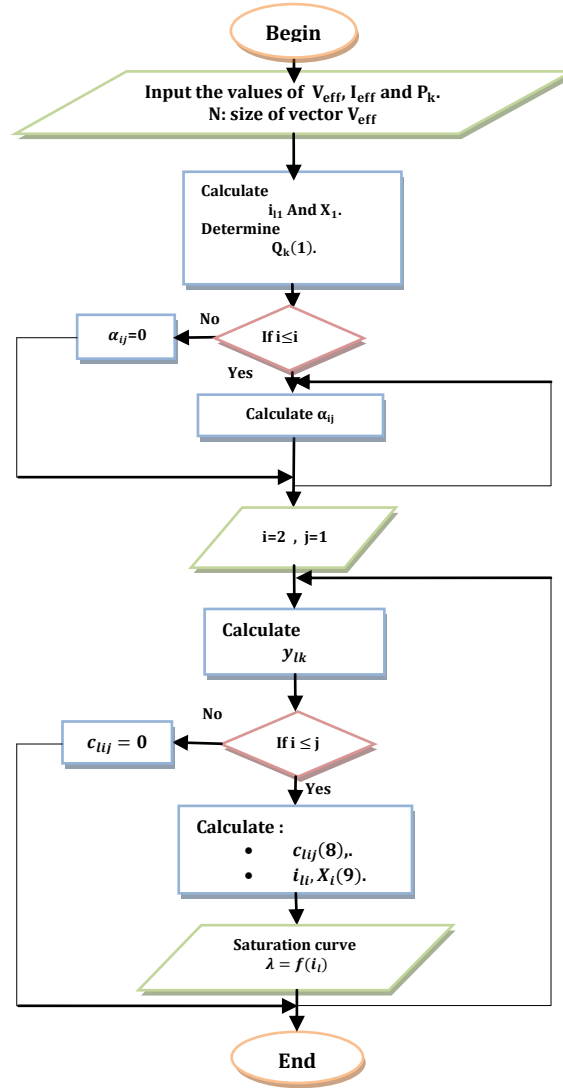 Begin
Input the values of V_eff, I_eff and P_k.
N: size of vector V_eff
Calculate
i_l1 And X_1.
Determine
Q_k(1).
No
α_ij=0
If i≤i
Yes
Calculate α_ij
i=2 , j=1
Calculate
y_lk
No
c_lij = 0
If i ≤ j
Yes
Calculate :
• c_lij(8),.
• i_li, X_i(9).
Saturation curve
λ = f(i_l)
End